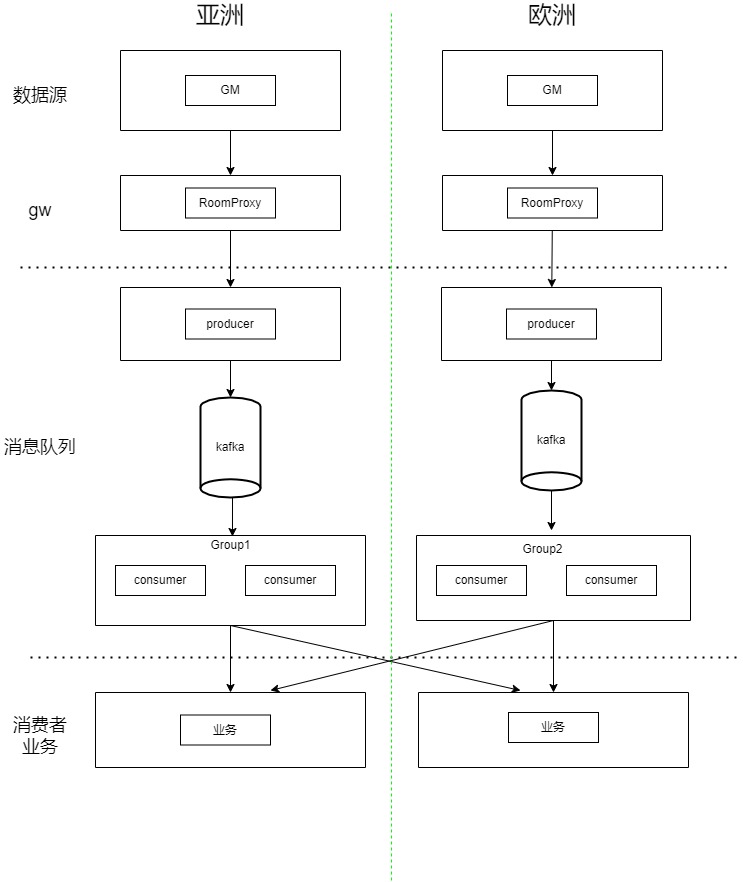 亚洲
欧洲
数据源
GM
GM
gw
RoomProxy
RoomProxy
producer
producer
消息队列
kafka
kafka
Group1
Group2
consumer
consumer
consumer
consumer
消费者
业务
业务
业务